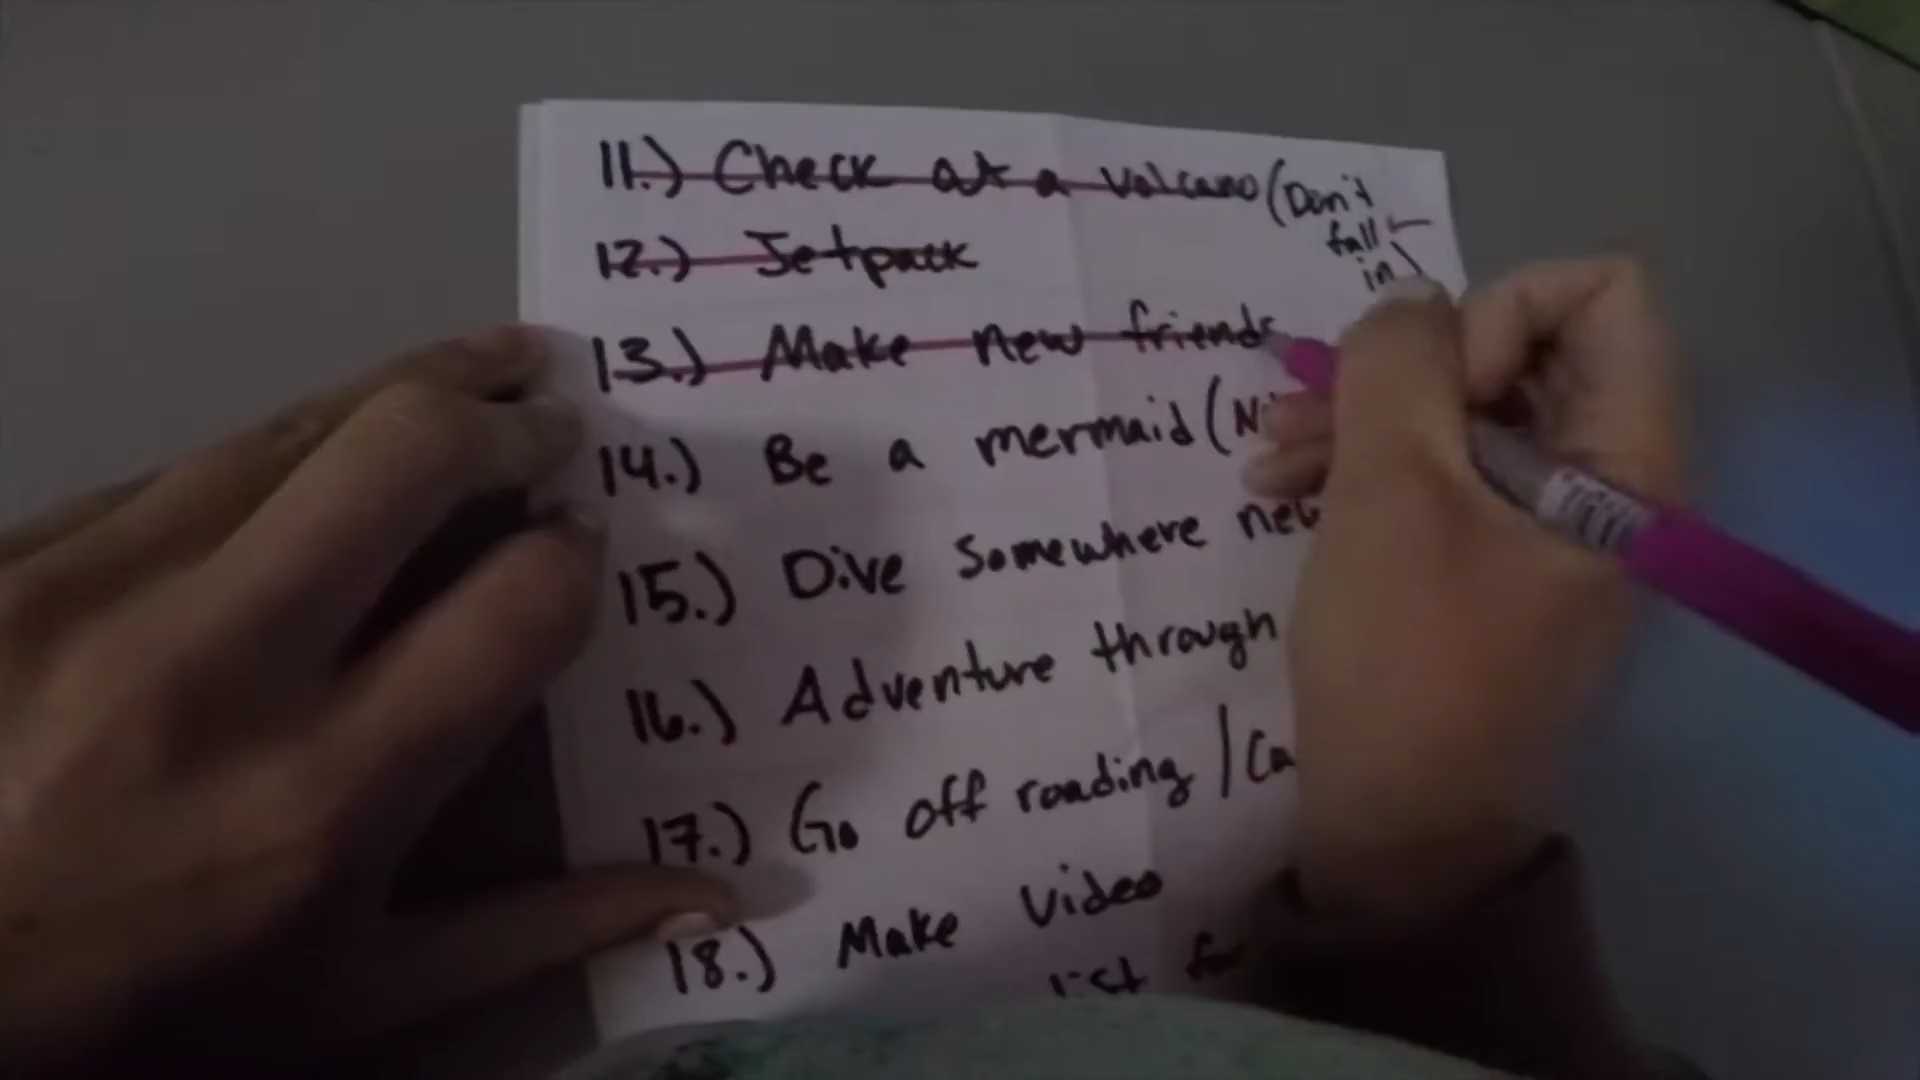 11.) Check at a volcano (Don't
fall
in
12.) Jetpack
13.) Make new friends
14.) Be a mermaid (
15.) Dive somewhere
16.) Adventure through
17.) Go off roading /
18.) Make video